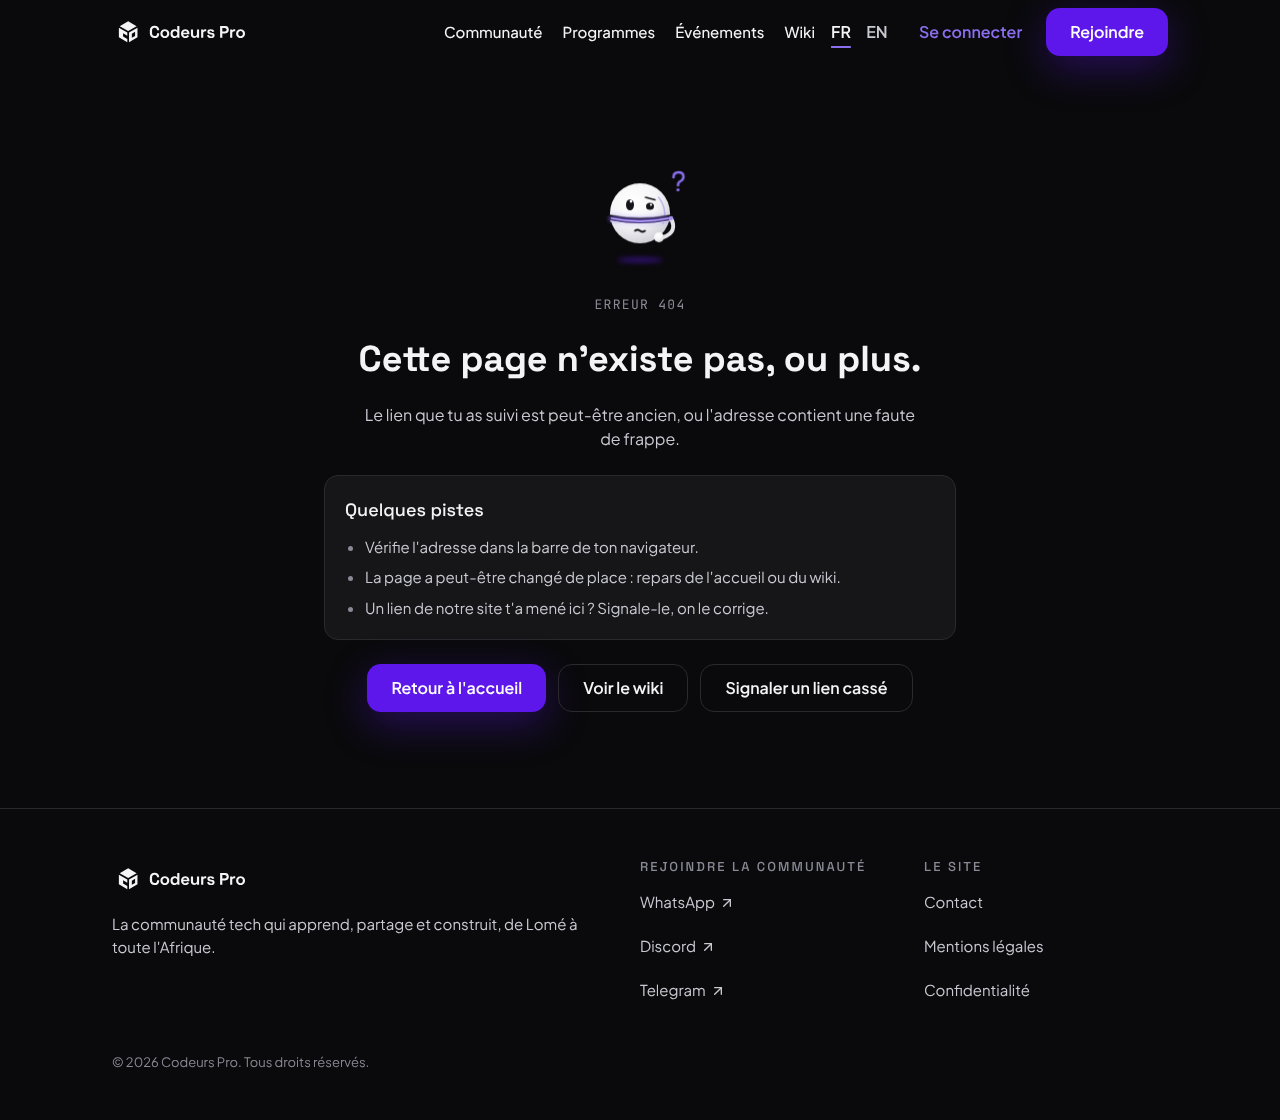 Codeurs Pro
Communauté Programmes Événements Wiki FR EN Se connecter Rejoindre
?
ERREUR 404
Cette page n'existe pas, ou plus.
Le lien que tu as suivi est peut-être ancien, ou l'adresse contient une faute
de frappe.
Quelques pistes
Vérifie l'adresse dans la barre de ton navigateur.
La page a peut-être changé de place : repars de l'accueil ou du wiki.
Un lien de notre site t'a mené ici ? Signale-le, on le corrige.
Retour à l'accueil Voir le wiki Signaler un lien cassé
Codeurs Pro
La communauté tech qui apprend, partage et construit, de Lomé à
toute l'Afrique.
REJOINDRE LA COMMUNAUTÉ
WhatsApp
Discord
Telegram
LE SITE
Contact
Mentions légales
Confidentialité
© 2026 Codeurs Pro. Tous droits réservés.